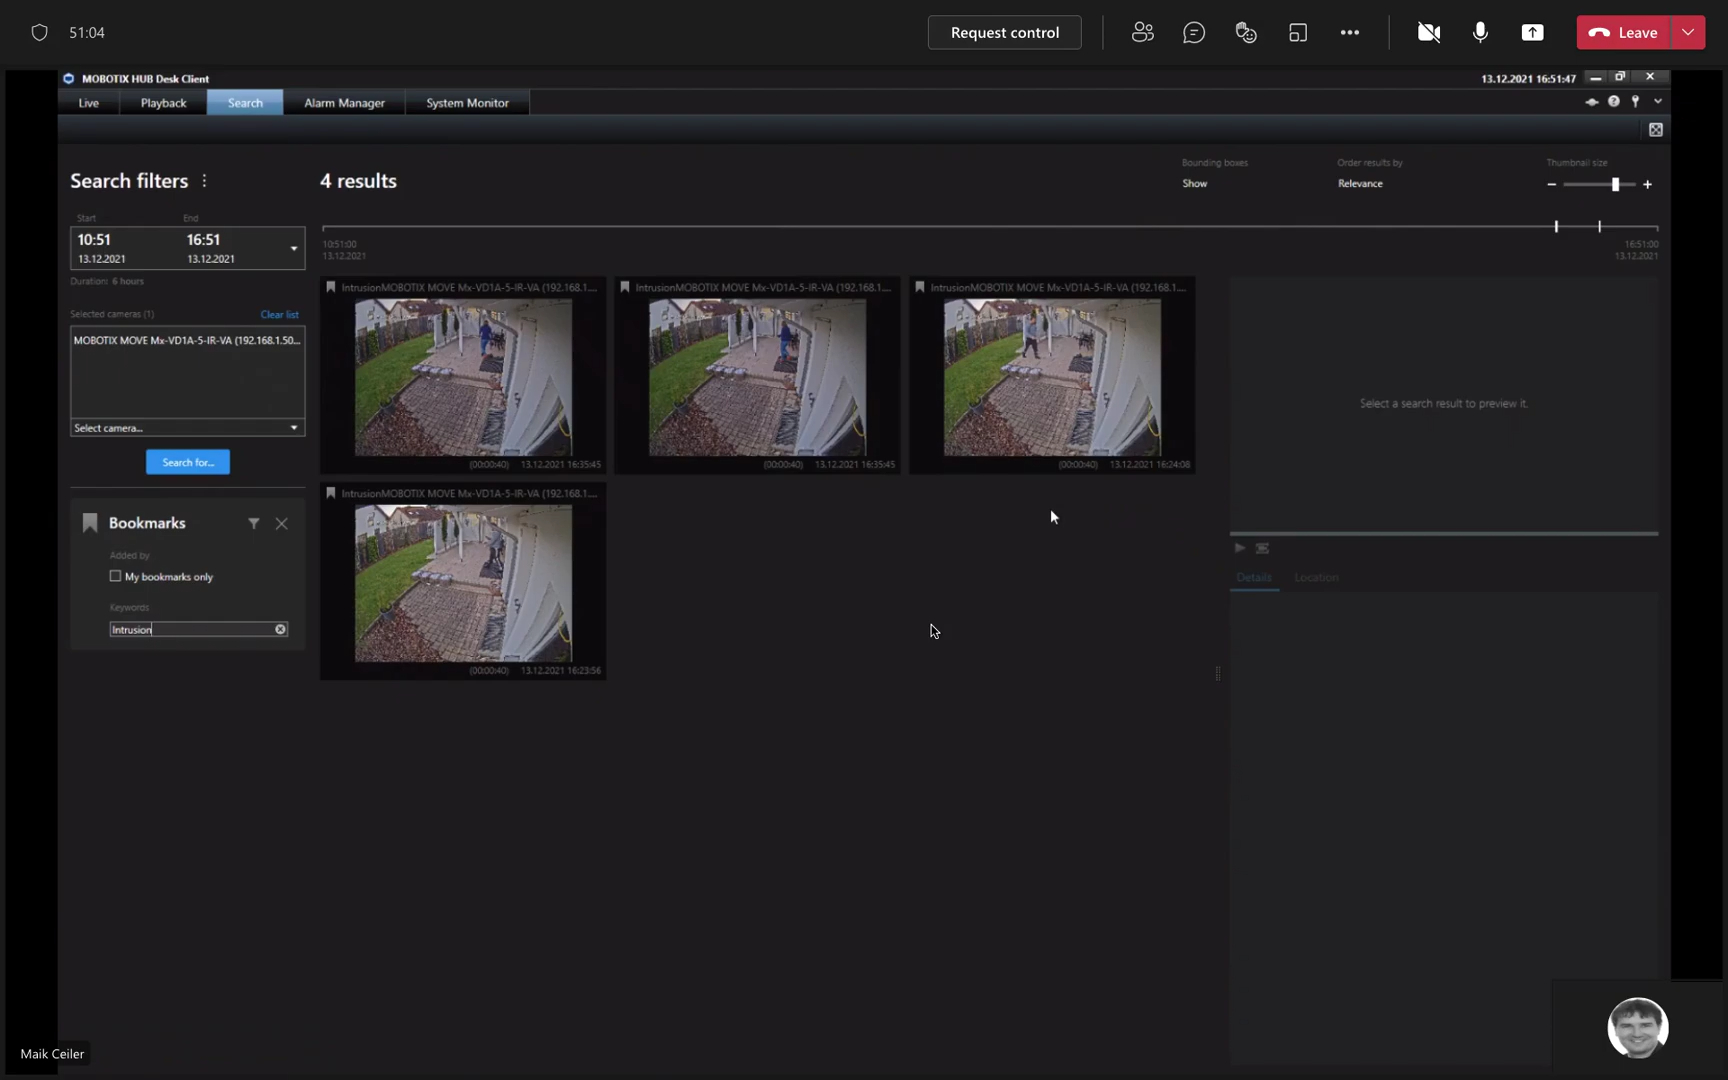 51:04
Request control
Leave
MOBOTIX HUB Desk Client
13.12.2021 16:51:47
Live
Playback
Search
Alarm Manager
System Monitor
Search filters
4 results
Bounding boxes
Show
Order results by
Relevance
Thumbnail size
Start
End
10:51
16:51
13.12.2021
13.12.2021
Duration: 6 hours
10:51:00
13.12.2021
16:51:00
13.12.2021
Selected cameras (1)
Clear list
MOBOTIX MOVE Mx-VD1A-5-IR-VA (192.168.1.50...
Select camera...
Search for...
IntrusionMOBOTIX MOVE Mx-VD1A-5-IR-VA (192.168.1....
(00:00:40) 13.12.2021 16:35:45
IntrusionMOBOTIX MOVE Mx-VD1A-5-IR-VA (192.168.1....
(00:00:40) 13.12.2021 16:35:45
IntrusionMOBOTIX MOVE Mx-VD1A-5-IR-VA (192.168.1....
(00:00:40) 13.12.2021 16:24:08
IntrusionMOBOTIX MOVE Mx-VD1A-5-IR-VA (192.168.1....
(00:00:40) 13.12.2021 16:23:56
Select a search result to preview it.
Details
Location
Bookmarks
Added by
My bookmarks only
Keywords
Intrusion
Maik Ceiler